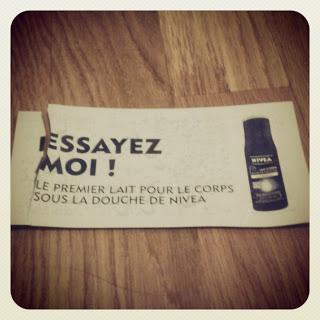 ESSAYEZ
MOI !
LE PREMIER LAIT POUR LE CORPS
SOUS LA DOUCHE DE NIVEA
NIVEA